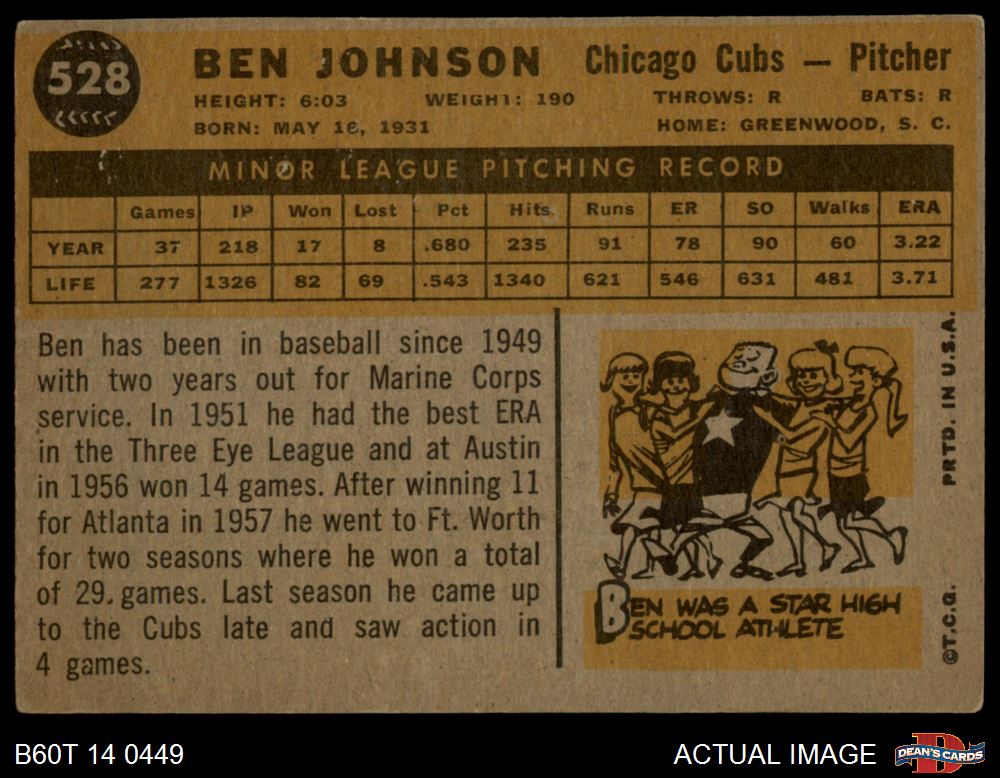 528
BEN JOHNSON Chicago Cubs — Pitcher
HEIGHT: 6:03 WEIGHT: 190 THROWS: R BATS: R
BORN: MAY 16, 1931 HOME: GREENWOOD, S. C.
MINOR LEAGUE PITCHING RECORD
Games IP Won Lost Pct Hits Runs ER SO Walks ERA
YEAR 37 218 17 8 .680 235 91 78 90 60 3.22
LIFE 277 1326 82 69 .543 1340 621 546 631 481 3.71
Ben has been in baseball since 1949
with two years out for Marine Corps
service. In 1951 he had the best ERA
in the Three Eye League and at Austin
in 1956 won 14 games. After winning 11
for Atlanta in 1957 he went to Ft. Worth
for two seasons where he won a total
of 29. games. Last season he came up
to the Cubs late and saw action in
4 games.
BEN WAS A STAR HIGH
SCHOOL ATHLETE
©T.C.G. PRTD. IN U.S.A.
B60T 14 0449 ACTUAL IMAGE DEAN'S CARDS